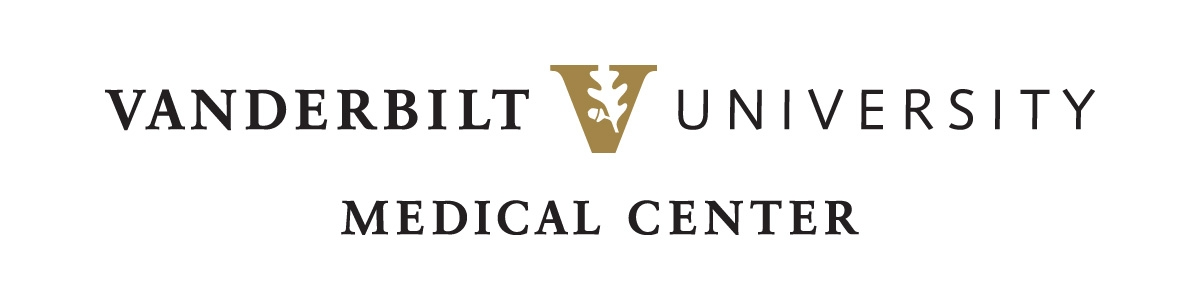 VANDERBILT V UNIVERSITY
MEDICAL CENTER